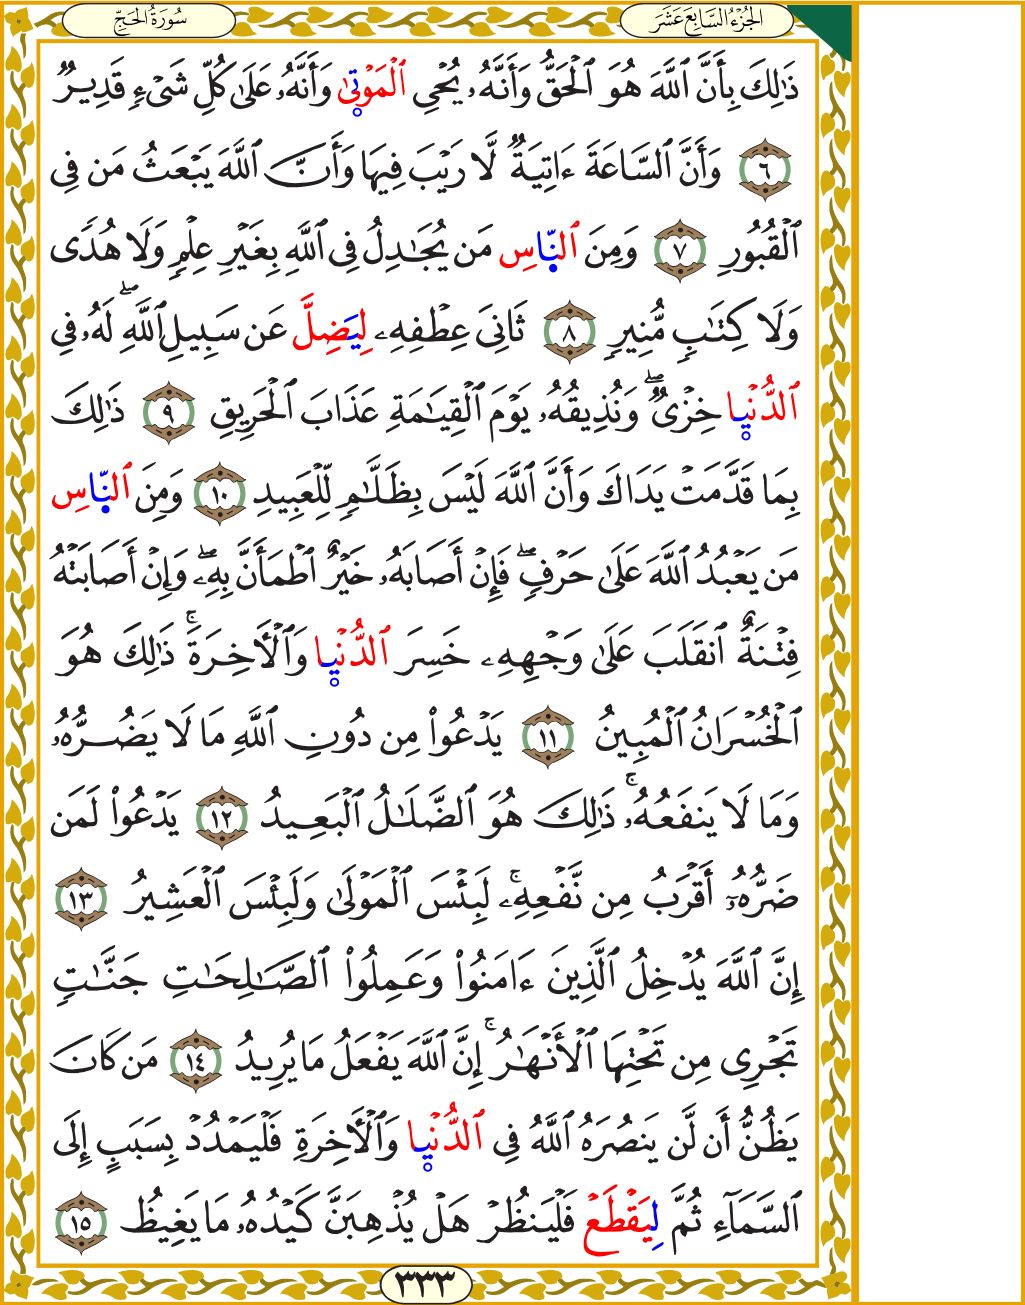 الجزء السابع عشر
سورة الحج
ذَٰلِكَ بِأَنَّ ٱللَّهَ هُوَ ٱلْحَقُّ وَأَنَّهُۥ يُحْىِ ٱلْمَوْتَىٰ وَأَنَّهُۥ عَلَىٰ كُلِّ شَىْءٍ قَدِيرٌ
٦ وَأَنَّ ٱلسَّاعَةَ ءَاتِيَةٌ لَّا رَيْبَ فِيهَا وَأَنَّ ٱللَّهَ يَبْعَثُ مَن فِى
ٱلْقُبُورِ ٧ وَمِنَ ٱلنَّاسِ مَن يُجَٰدِلُ فِى ٱللَّهِ بِغَيْرِ عِلْمٍ وَلَا هُدًى
وَلَا كِتَٰبٍ مُّنِيرٍ ٨ ثَانِىَ عِطْفِهِۦ لِيَضِلَّ عَن سَبِيلِ ٱللَّهِ ۖ لَهُۥ فِى
ٱلدُّنْيَا خِزْىٌ ۖ وَنُذِيقُهُۥ يَوْمَ ٱلْقِيَٰمَةِ عَذَابَ ٱلْحَرِيقِ ٩ ذَٰلِكَ
بِمَا قَدَّمَتْ يَدَاكَ وَأَنَّ ٱللَّهَ لَيْسَ بِظَلَّٰمٍ لِّلْعَبِيدِ ١٠ وَمِنَ ٱلنَّاسِ
مَن يَعْبُدُ ٱللَّهَ عَلَىٰ حَرْفٍ ۖ فَإِنْ أَصَابَهُۥ خَيْرٌ ٱطْمَأَنَّ بِهِۦ ۖ وَإِنْ أَصَابَتْهُ
فِتْنَةٌ ٱنقَلَبَ عَلَىٰ وَجْهِهِۦ خَسِرَ ٱلدُّنْيَا وَٱلْأَخِرَةَ ۚ ذَٰلِكَ هُوَ
ٱلْخُسْرَانُ ٱلْمُبِينُ ١١ يَدْعُوا۟ مِن دُونِ ٱللَّهِ مَا لَا يَضُرُّهُۥ
وَمَا لَا يَنفَعُهُۥ ۚ ذَٰلِكَ هُوَ ٱلضَّلَٰلُ ٱلْبَعِيدُ ١٢ يَدْعُوا۟ لَمَن
ضَرُّهُۥٓ أَقْرَبُ مِن نَّفْعِهِۦ ۚ لَبِئْسَ ٱلْمَوْلَىٰ وَلَبِئْسَ ٱلْعَشِيرُ ١٣
إِنَّ ٱللَّهَ يُدْخِلُ ٱلَّذِينَ ءَامَنُوا۟ وَعَمِلُوا۟ ٱلصَّٰلِحَٰتِ جَنَّٰتٍ
تَجْرِى مِن تَحْتِهَا ٱلْأَنْهَٰرُ ۚ إِنَّ ٱللَّهَ يَفْعَلُ مَا يُرِيدُ ١٤ مَن كَانَ
يَظُنُّ أَن لَّن يَنصُرَهُ ٱللَّهُ فِى ٱلدُّنْيَا وَٱلْأَخِرَةِ فَلْيَمْدُدْ بِسَبَبٍ إِلَى
ٱلسَّمَآءِ ثُمَّ لِيَقْطَعْ فَلْيَنظُرْ هَلْ يُذْهِبَنَّ كَيْدُهُۥ مَا يَغِيظُ ١٥
٣٣٣